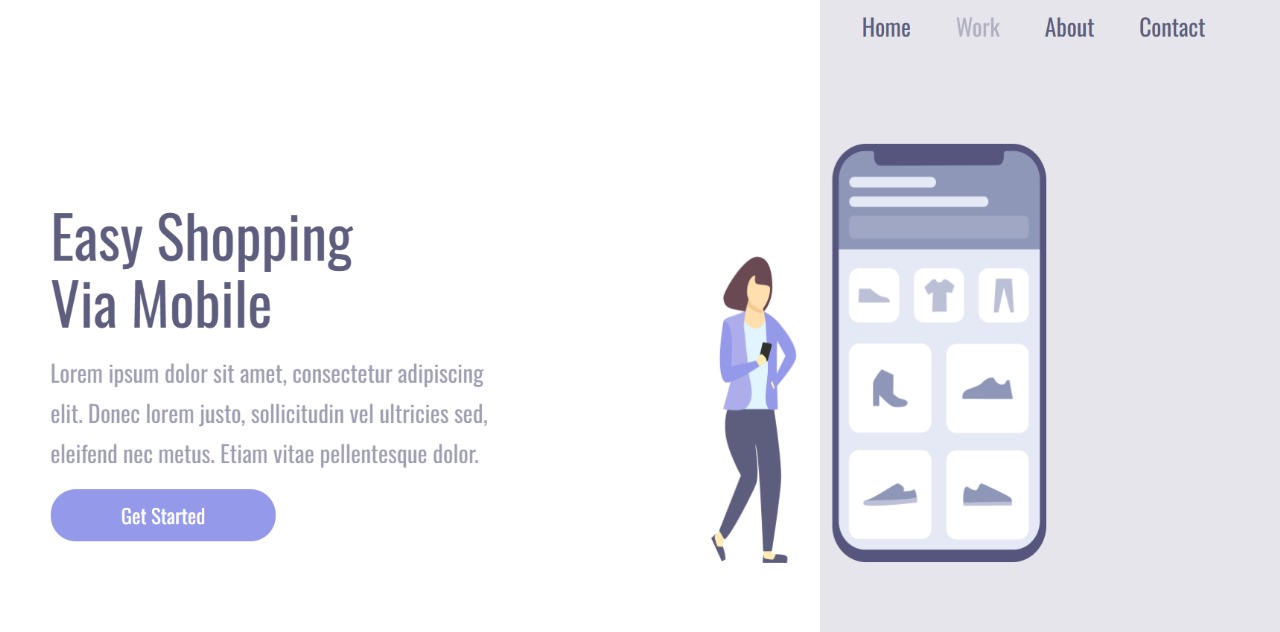 Home
Work
About
Contact
Easy Shopping
Via Mobile
Lorem ipsum dolor sit amet, consectetur adipiscing
elit. Donec lorem justo, sollicitudin vel ultricies sed,
eleifend nec metus. Etiam vitae pellentesque dolor.
Get Started